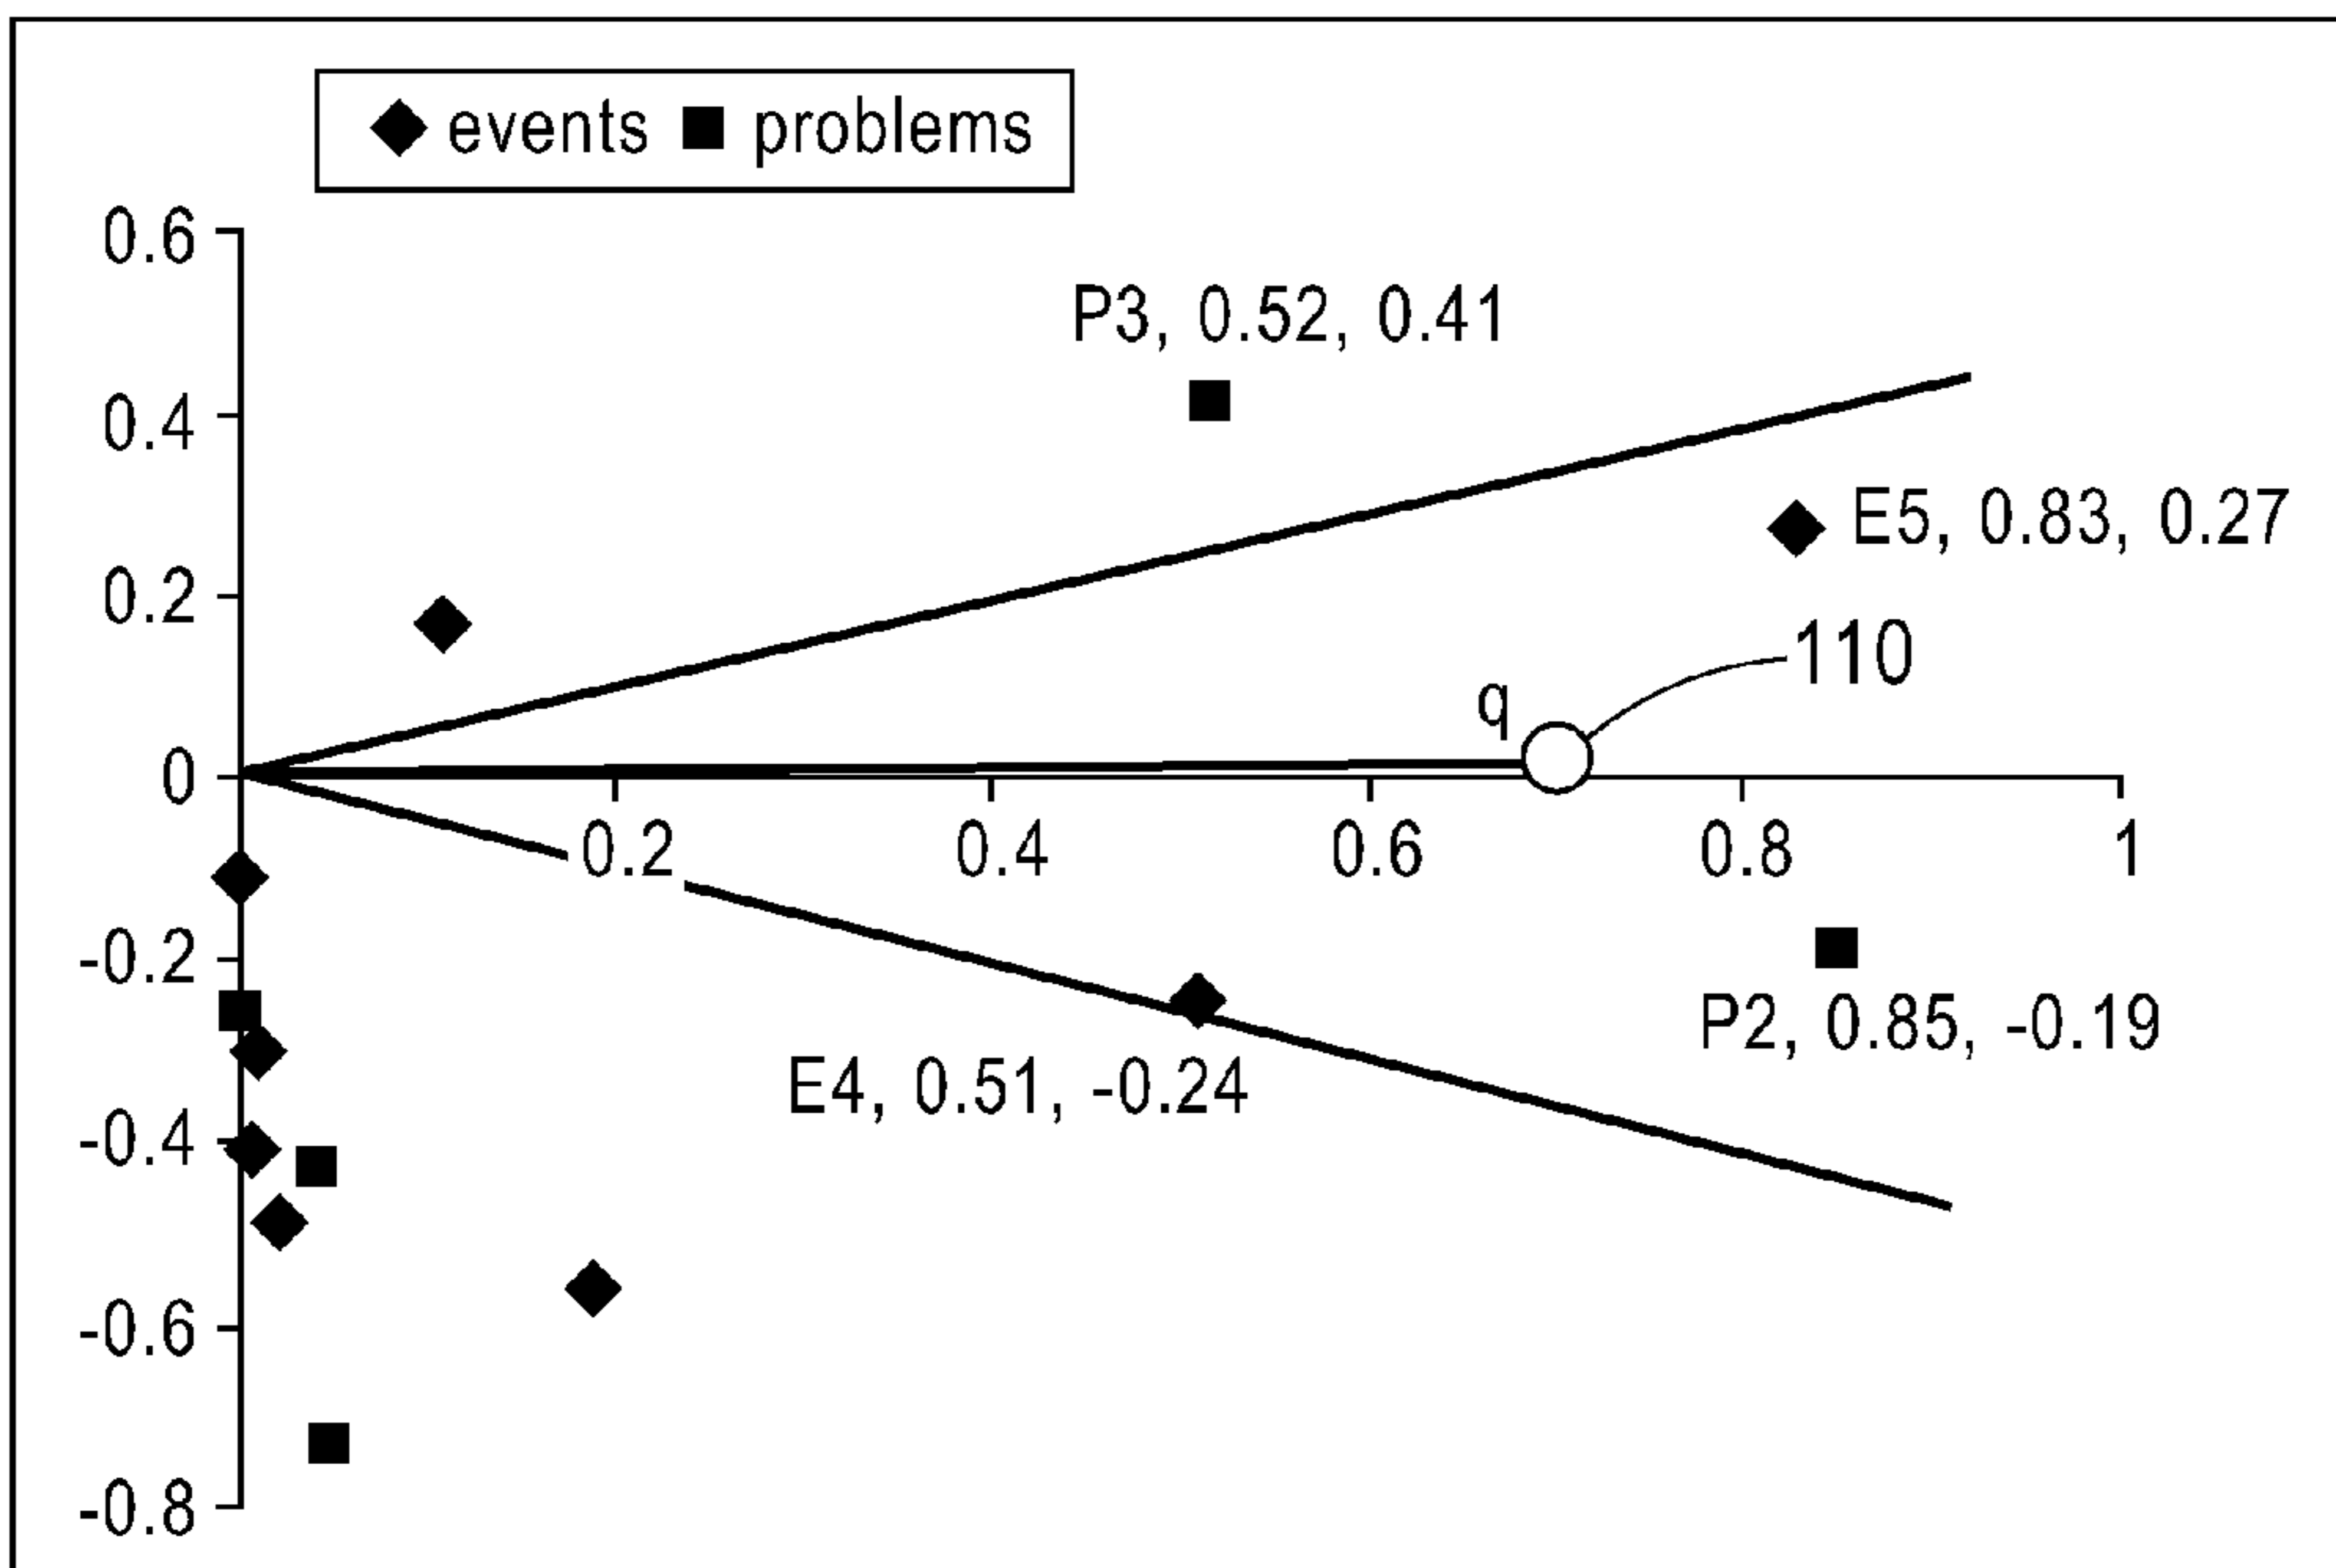 events problems
0.6
P3, 0.52, 0.41
0.4
E5, 0.83, 0.27
0.2
110
q
0
0.2 0.4 0.6 0.8 1
-0.2
P2, 0.85, -0.19
E4, 0.51, -0.24
-0.4
-0.6
-0.8